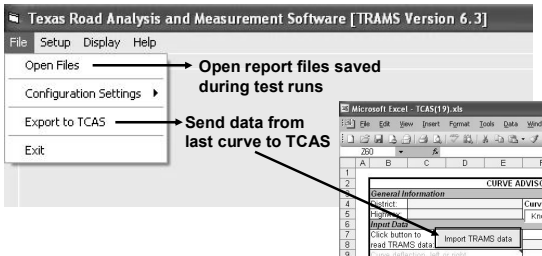 Texas Road Analysis and Measurement Software [TRAMS Version 6.3]
File Setup Display Help
Open Files
Open report files saved
during test runs
Configuration Settings
Export to TCAS
Send data from
last curve to TCAS
Exit
Microsoft Excel - TCAS(19).xls
File Edit View Insert Format Tools Data Wind
Z60
A B C D E F
1
2 CURVE ADVISO
3 General Information
4 District: Curv
5 Highway: Kno
6 Input Data
7 Click button to
8 read TRAMS data:
Import TRAMS data
9 Curve deflection, left or right